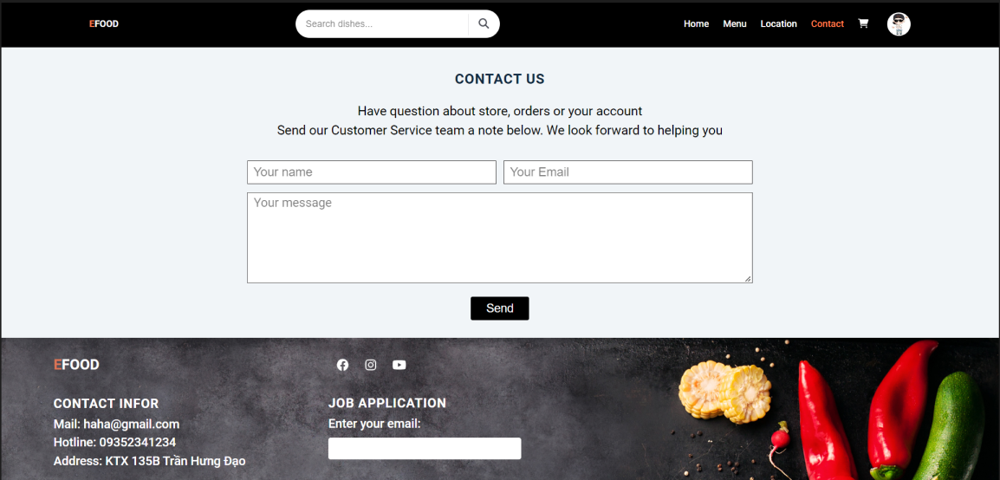 EFOOD
Search dishes...
Home
Menu
Location
Contact
CONTACT US
Have question about store, orders or your account
Send our Customer Service team a note below. We look forward to helping you
Your name
Your Email
Your message
Send
EFOOD
CONTACT INFOR
Mail: haha@gmail.com
Hotline: 09352341234
Address: KTX 135B Trần Hưng Đạo
JOB APPLICATION
Enter your email: